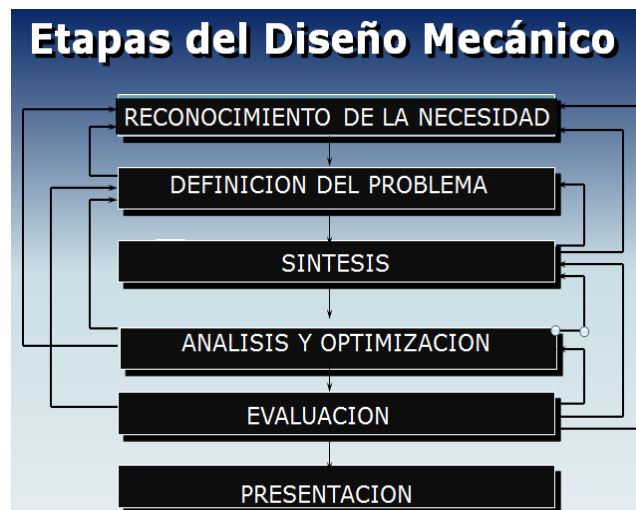 Etapas del Diseño Mecánico
RECONOCIMIENTO DE LA NECESIDAD
DEFINICION DEL PROBLEMA
SINTESIS
ANALISIS Y OPTIMIZACION
EVALUACION
PRESENTACION